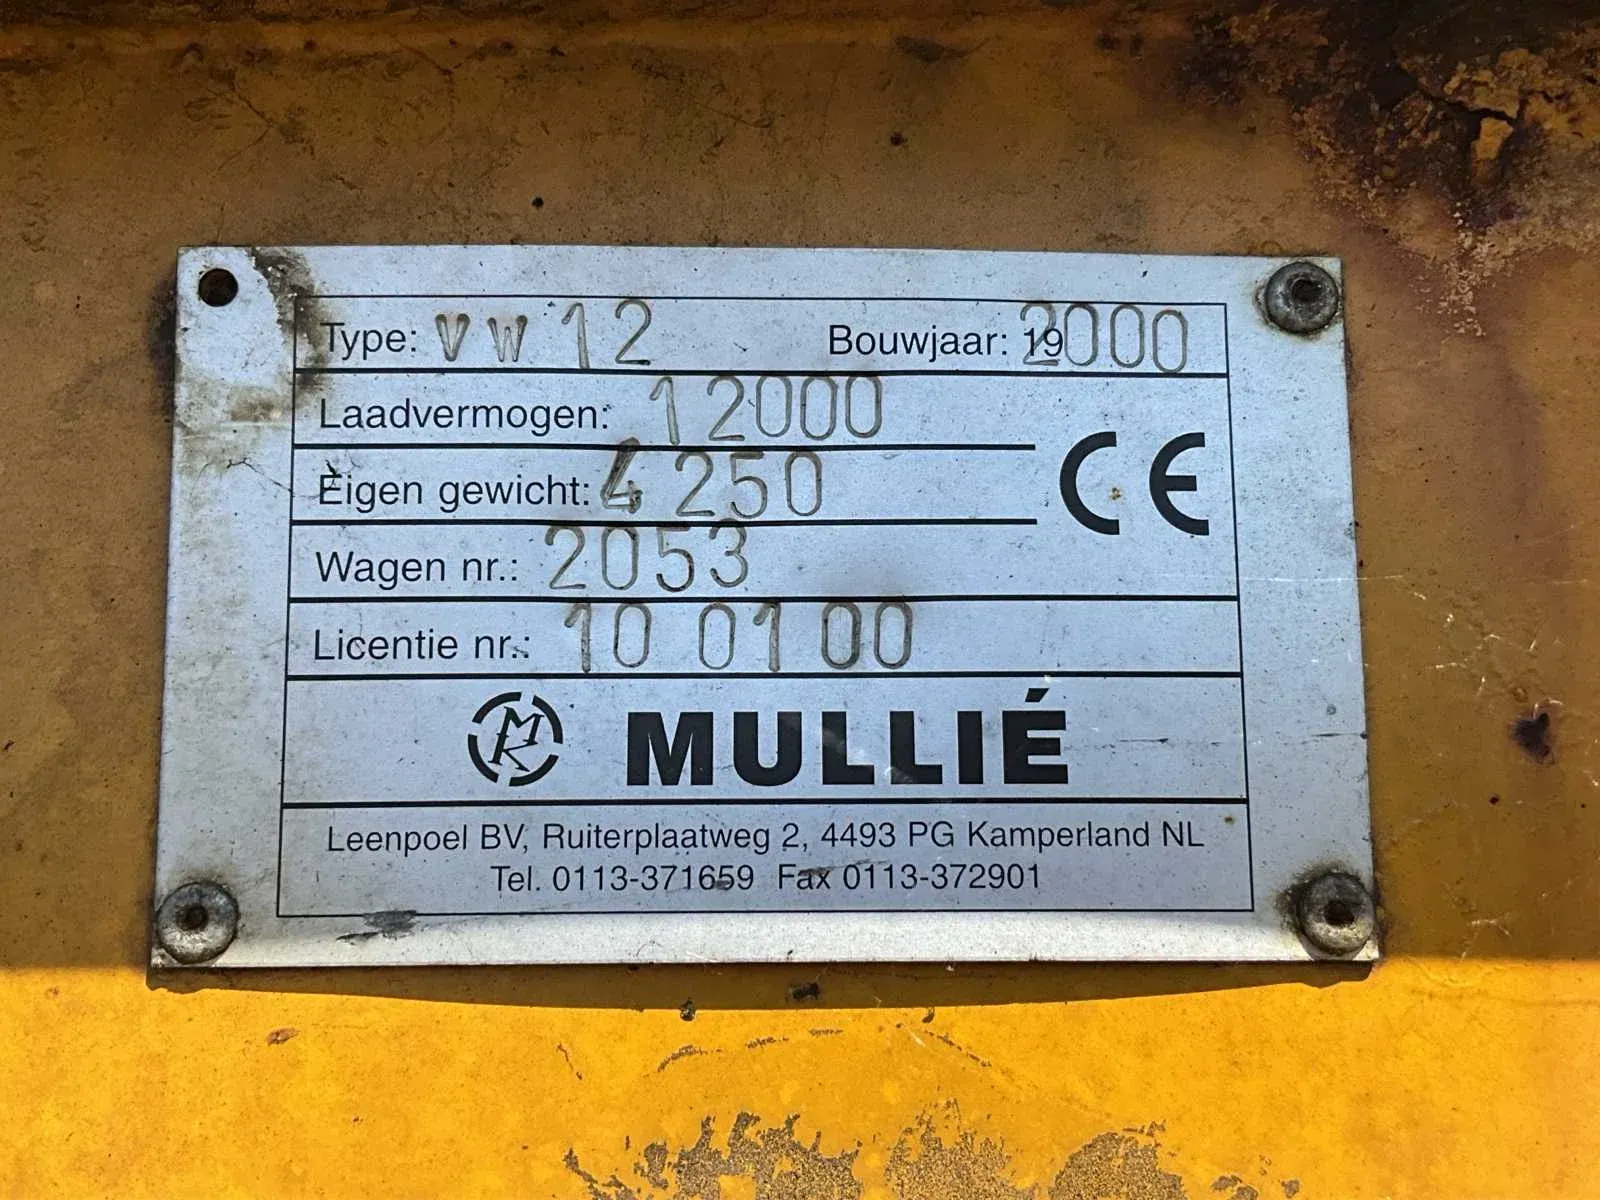 Type: VW 12 Bouwjaar: 19 2000
Laadvermogen: 12000
Eigen gewicht: 4250
CE
Wagen nr.: 2053
Licentie nr.: 10 01 00
MK MULLIÉ
Leenpoel BV, Ruiterplaatweg 2, 4493 PG Kamperland NL
Tel. 0113-371659 Fax 0113-372901